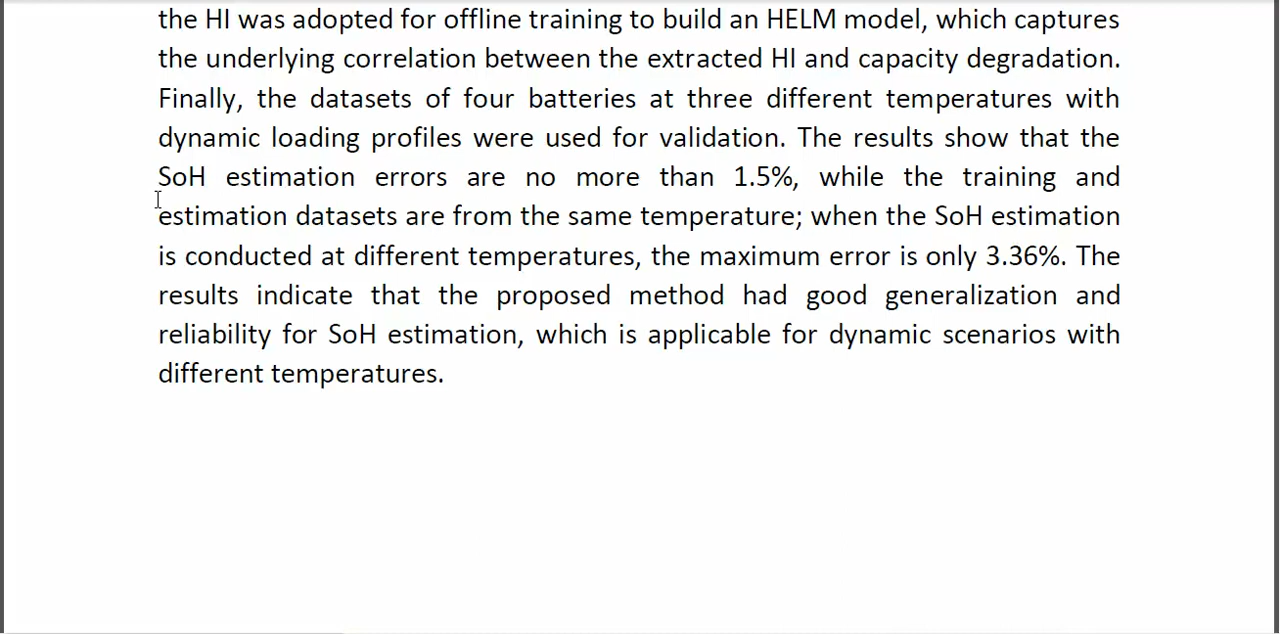 the HI was adopted for offline training to build an HELM model, which captures
the underlying correlation between the extracted HI and capacity degradation.
Finally, the datasets of four batteries at three different temperatures with
dynamic loading profiles were used for validation. The results show that the
SoH estimation errors are no more than 1.5%, while the training and
estimation datasets are from the same temperature; when the SoH estimation
is conducted at different temperatures, the maximum error is only 3.36%. The
results indicate that the proposed method had good generalization and
reliability for SoH estimation, which is applicable for dynamic scenarios with
different temperatures.